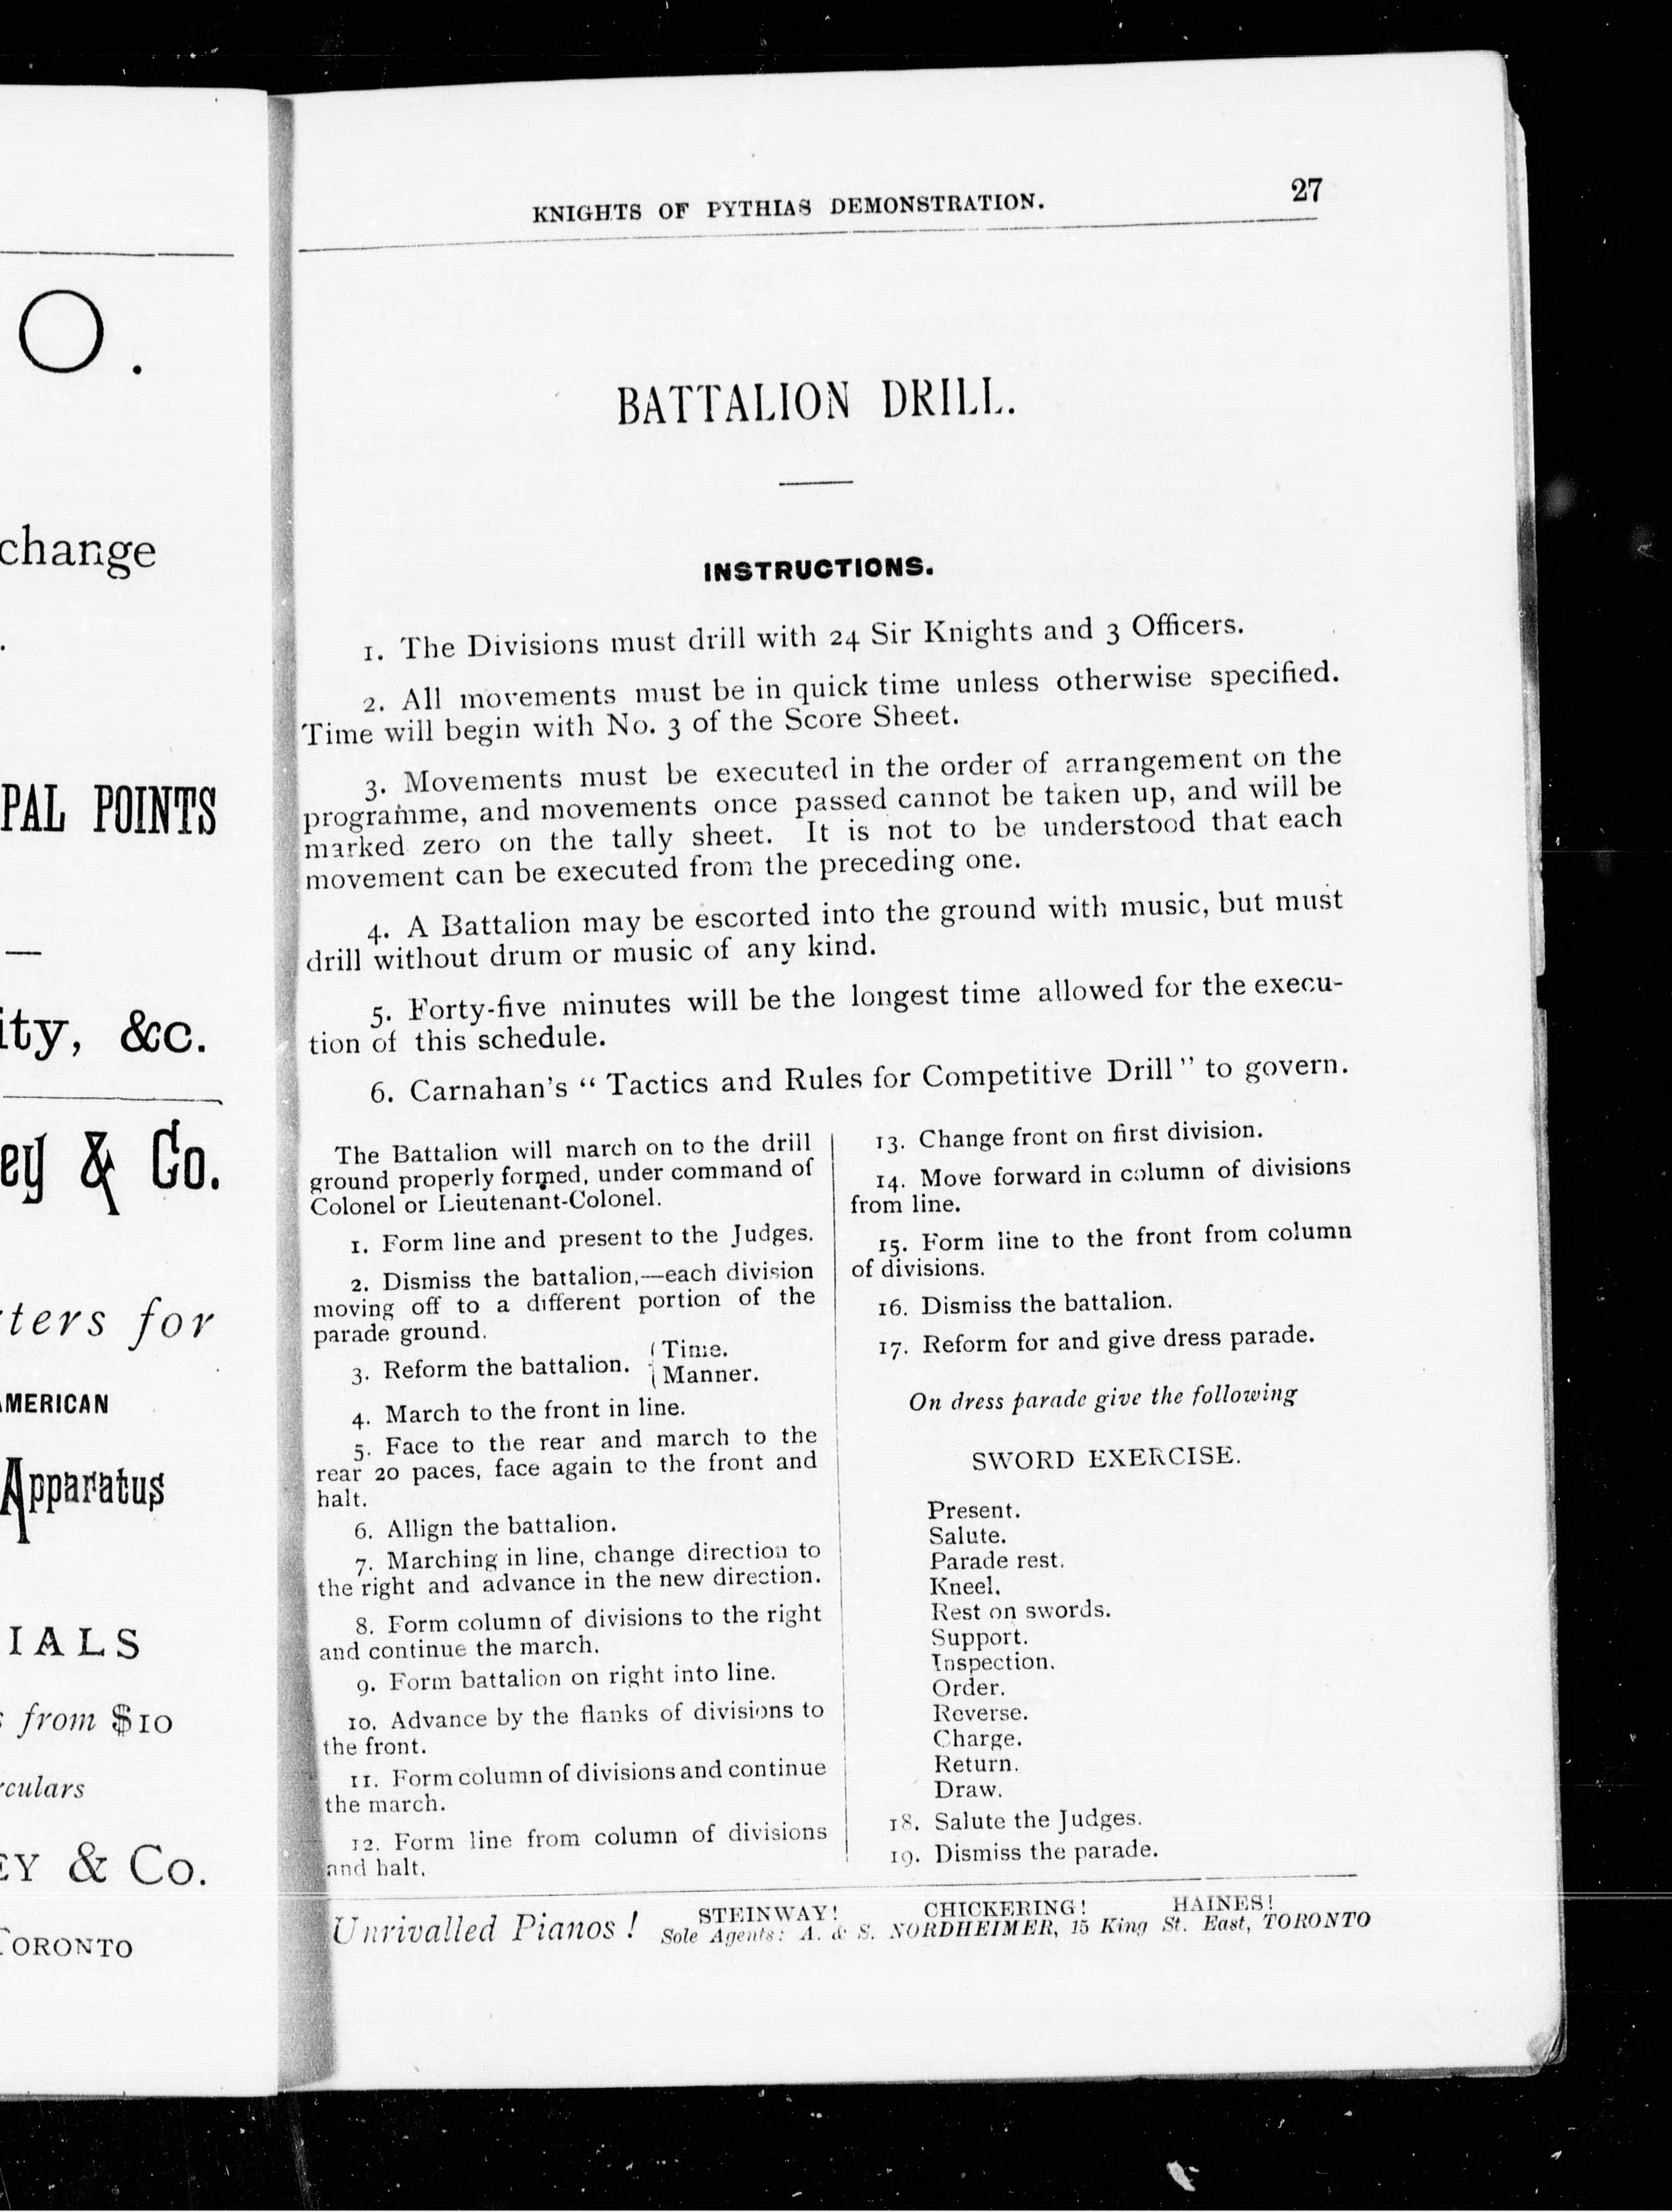 O.
change
PAL POINTS
ity, &c.
ey & Co.
ters for
AMERICAN
Apparatus
IALS
from $10
culars
EY & Co.
TORONTO
KNIGHTS OF PYTHIAS DEMONSTRATION.
27
BATTALION DRILL.
INSTRUCTIONS.
1. The Divisions must drill with 24 Sir Knights and 3 Officers.
2. All movements must be in quick time unless otherwise specified.
Time will begin with No. 3 of the Score Sheet.
3. Movements must be executed in the order of arrangement on the
programme, and movements once passed cannot be taken up, and will be
marked zero on the tally sheet. It is not to be understood that each
movement can be executed from the preceding one.
4. A Battalion may be escorted into the ground with music, but must
drill without drum or music of any kind.
5. Forty-five minutes will be the longest time allowed for the execu-
tion of this schedule.
6. Carnahan's "Tactics and Rules for Competitive Drill" to govern.
The Battalion will march on to the drill
ground properly formed, under command of
Colonel or Lieutenant-Colonel.
1. Form line and present to the Judges.
2. Dismiss the battalion,—each division
moving off to a different portion of the
parade ground.
3. Reform the battalion. { Time.
{ Manner.
4. March to the front in line.
5. Face to the rear and march to the
rear 20 paces, face again to the front and
halt.
6. Allign the battalion.
7. Marching in line, change direction to
the right and advance in the new direction.
8. Form column of divisions to the right
and continue the march.
9. Form battalion on right into line.
10. Advance by the flanks of divisions to
the front.
11. Form column of divisions and continue
the march.
12. Form line from column of divisions
and halt.
13. Change front on first division.
14. Move forward in column of divisions
from line.
15. Form line to the front from column
of divisions.
16. Dismiss the battalion.
17. Reform for and give dress parade.
On dress parade give the following
SWORD EXERCISE.
Present.
Salute.
Parade rest.
Kneel.
Rest on swords.
Support.
Inspection.
Order.
Reverse.
Charge.
Return.
Draw.
18. Salute the Judges.
19. Dismiss the parade.
Unrivalled Pianos! STEINWAY! CHICKERING! HAINES!
Sole Agents: A. & S. NORDHEIMER, 15 King St. East, TORONTO